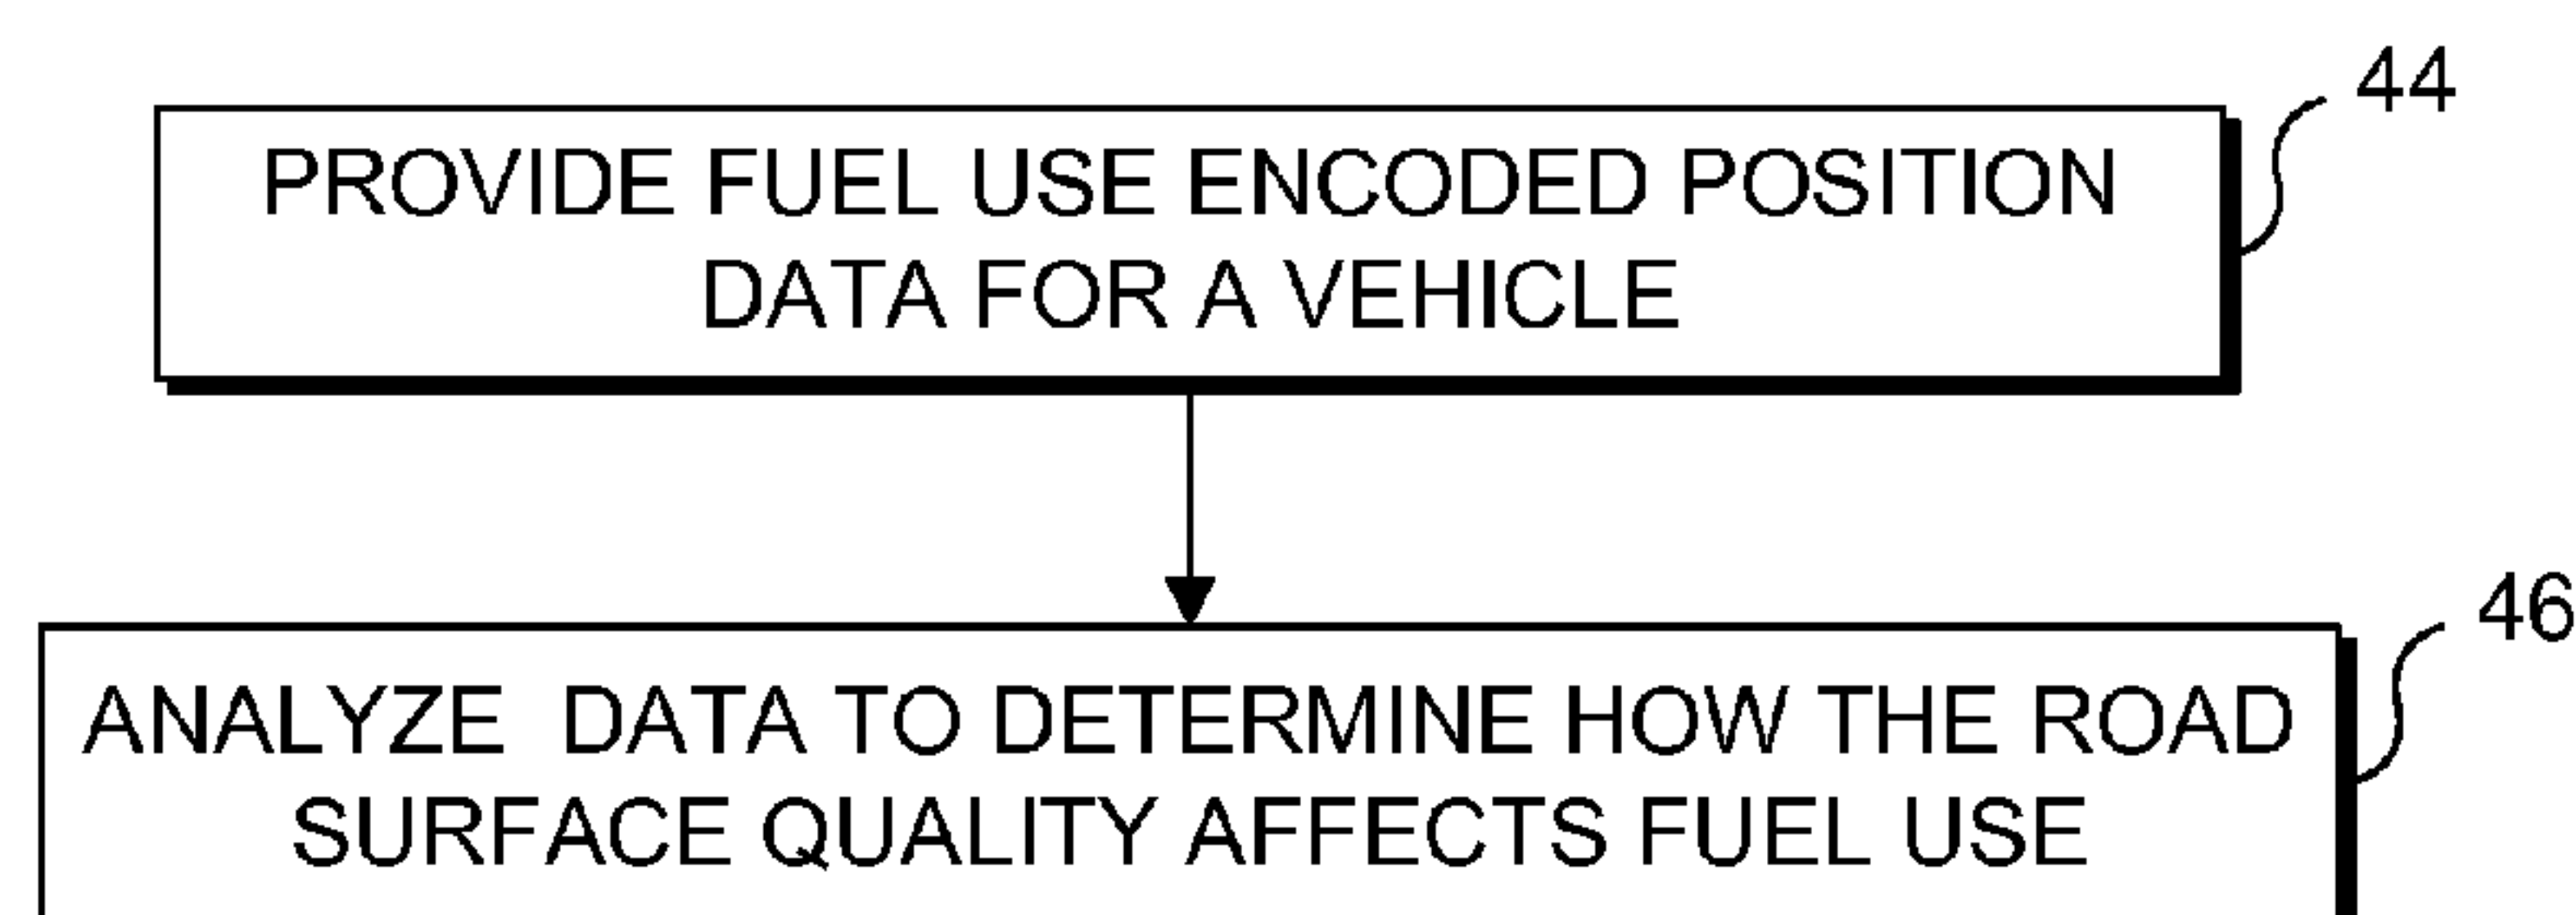 44
PROVIDE FUEL USE ENCODED POSITION
DATA FOR A VEHICLE
46
ANALYZE DATA TO DETERMINE HOW THE ROAD
SURFACE QUALITY AFFECTS FUEL USE